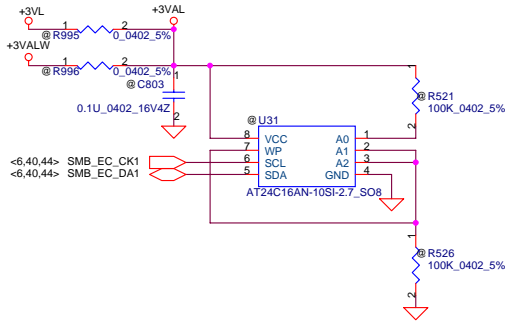 +3VL
+3VAL
1
2
@R995
0_0402_5%
+3VALW
1
2
@R996
0_0402_5%
1
@C803
0.1U_0402_16V4Z
2
1
@R521
100K_0402_5%
2
@U31
8 VCC A0 1
7 WP A1 2
<6,40,44> SMB_EC_CK1 6 SCL A2 3
<6,40,44> SMB_EC_DA1 5 SDA GND 4
AT24C16AN-10SI-2.7_SO8
1
@R526
100K_0402_5%
2